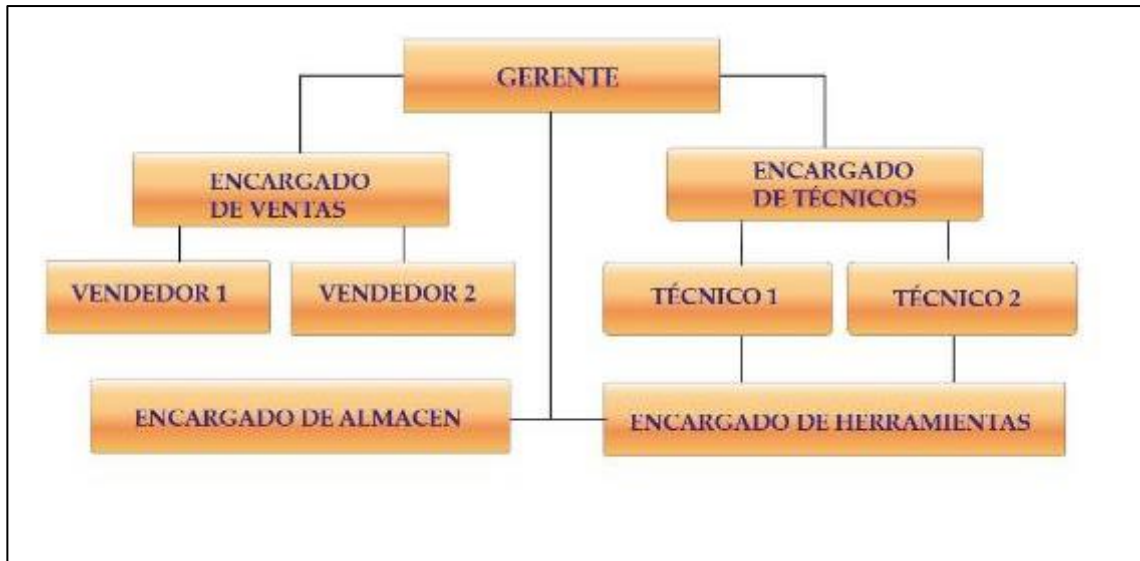 GERENTE
ENCARGADO
DE VENTAS
ENCARGADO
DE TÉCNICOS
VENDEDOR 1
VENDEDOR 2
TÉCNICO 1
TÉCNICO 2
ENCARGADO DE ALMACEN
ENCARGADO DE HERRAMIENTAS